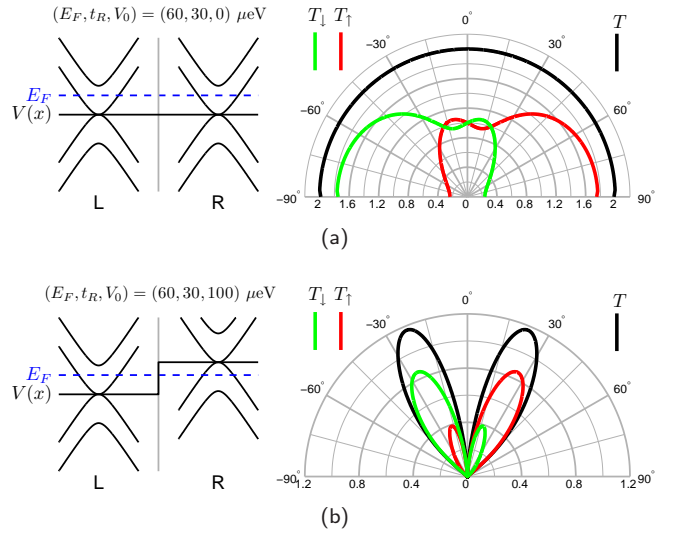 (E_F, t_R, V_0) = (60, 30, 0) μeV
E_F
V(x)
L R
T↓ T↑
T
0°
−30° 30°
−60° 60
−90° 90°
2 1.6 1.2 0.8 0.4 0 0.4 0.8 1.2 1.6 2
(a)
(E_F, t_R, V_0) = (60, 30, 100) μeV
E_F
V(x)
L R
T↓ T↑
T
0°
−30° 30°
−60° 60
−90° 90°
1.2 0.8 0.4 0 0.4 0.8 1.2
(b)